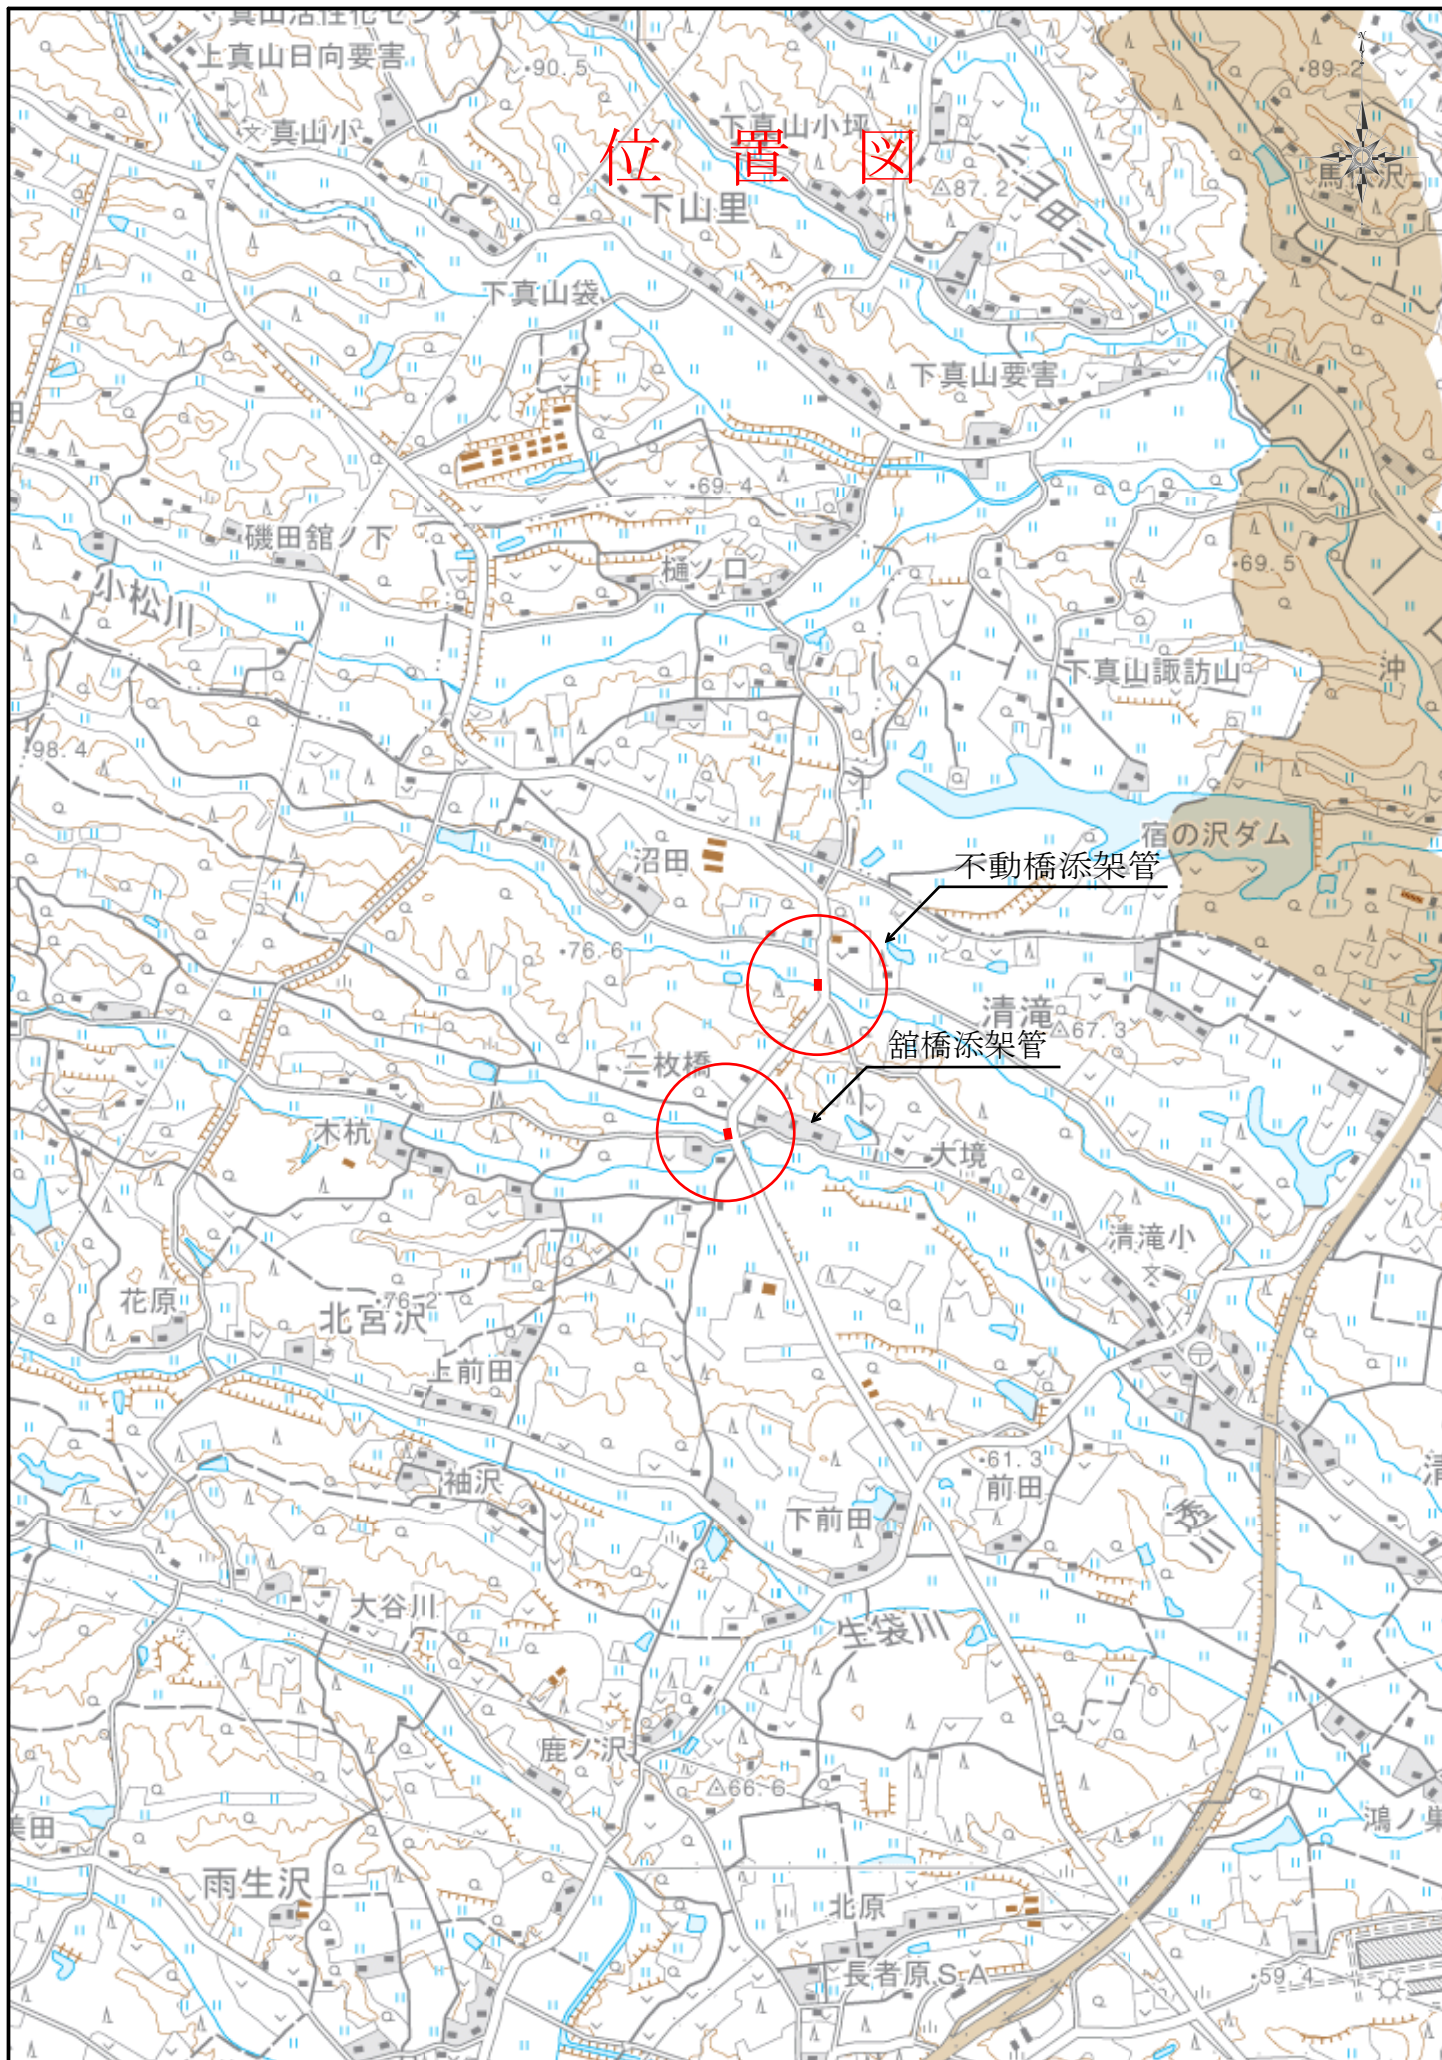 真山活性化センター
上真山日向要害
・90.5
・89.2
真山小
下真山小坪
位置図
馬
沢
△87.2
下山里
下真山袋
下真山要害
田
・69.4
磯田舘ノ下
樋ノ口
・69.5
小松川
下真山諏訪山
沖
・98.4
宿の沢ダム
沼田
不動橋添架管
・76.6
清滝
△67.3
舘橋添架管
二枚橋
木杭
大境
清滝小
花原
・76.2
北宮沢
上前田
・61.3
袖沢
前田
清
下前田
透川
大谷川
生袋川
鹿ノ沢
△66.6
美田
鴻ノ巣
雨生沢
北原
長者原SA
・59.4